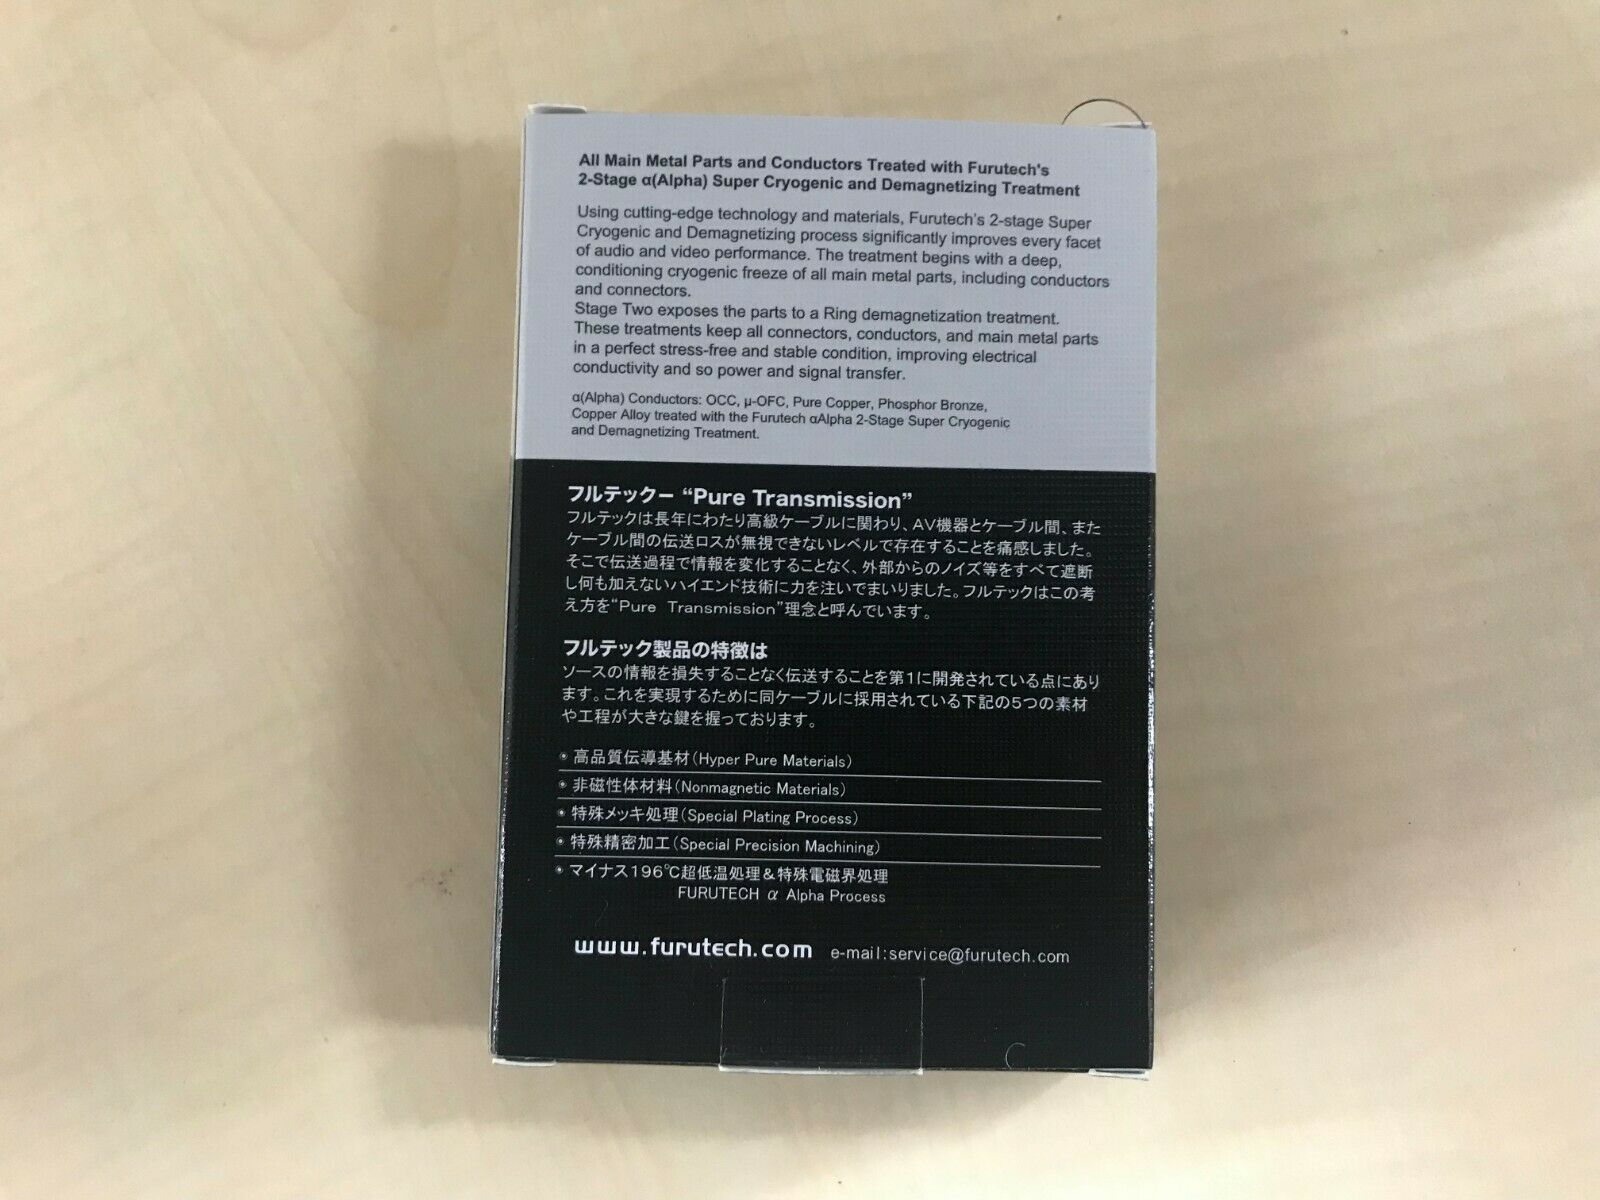 All Main Metal Parts and Conductors Treated with Furutech's
2-Stage α(Alpha) Super Cryogenic and Demagnetizing Treatment
Using cutting-edge technology and materials, Furutech's 2-stage Super
Cryogenic and Demagnetizing process significantly improves every facet
of audio and video performance. The treatment begins with a deep,
conditioning cryogenic freeze of all main metal parts, including conductors
and connectors.
Stage Two exposes the parts to a Ring demagnetization treatment.
These treatments keep all connectors, conductors, and main metal parts
in a perfect stress-free and stable condition, improving electrical
conductivity and so power and signal transfer.
α(Alpha) Conductors: OCC, μ-OFC, Pure Copper, Phosphor Bronze,
Copper Alloy treated with the Furutech αAlpha 2-Stage Super Cryogenic
and Demagnetizing Treatment.
フルテックー “Pure Transmission”
フルテックは長年にわたり高級ケーブルに関わり、AV機器とケーブル間、また
ケーブル間の伝送ロスが無視できないレベルで存在することを痛感しました。
そこで伝送過程で情報を変化することなく、外部からのノイズ等をすべて遮断
し何も加えないハイエンド技術に力を注いでまいりました。フルテックはこの考
え方を“Pure Transmission”理念と呼んでいます。
フルテック製品の特徴は
ソースの情報を損失することなく伝送することを第1に開発されている点にあり
ます。これを実現するために同ケーブルに採用されている下記の5つの素材
や工程が大きな鍵を握っております。
◉ 高品質伝導基材(Hyper Pure Materials)
◉ 非磁性体材料(Nonmagnetic Materials)
◉ 特殊メッキ処理(Special Plating Process)
◉ 特殊精密加工(Special Precision Machining)
◉ マイナス196℃超低温処理&特殊電磁界処理
FURUTECH α Alpha Process
www.furutech.com e-mail:service@furutech.com